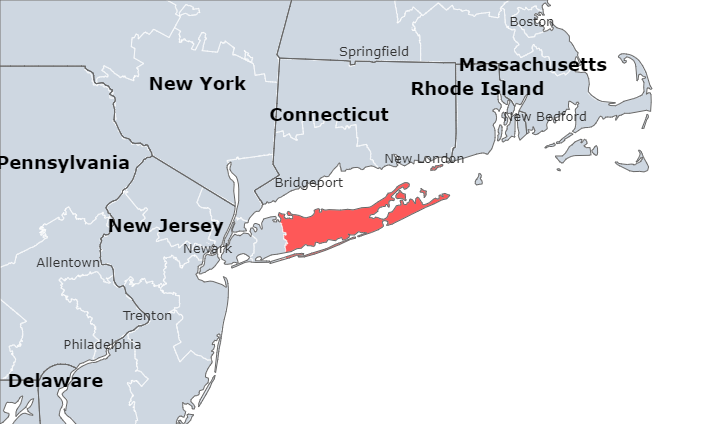 Boston
Springfield
Massachusetts
New York
Rhode Island
Connecticut
New Bedford
Pennsylvania
New London
Bridgeport
New Jersey
Newark
Allentown
Trenton
Philadelphia
Delaware